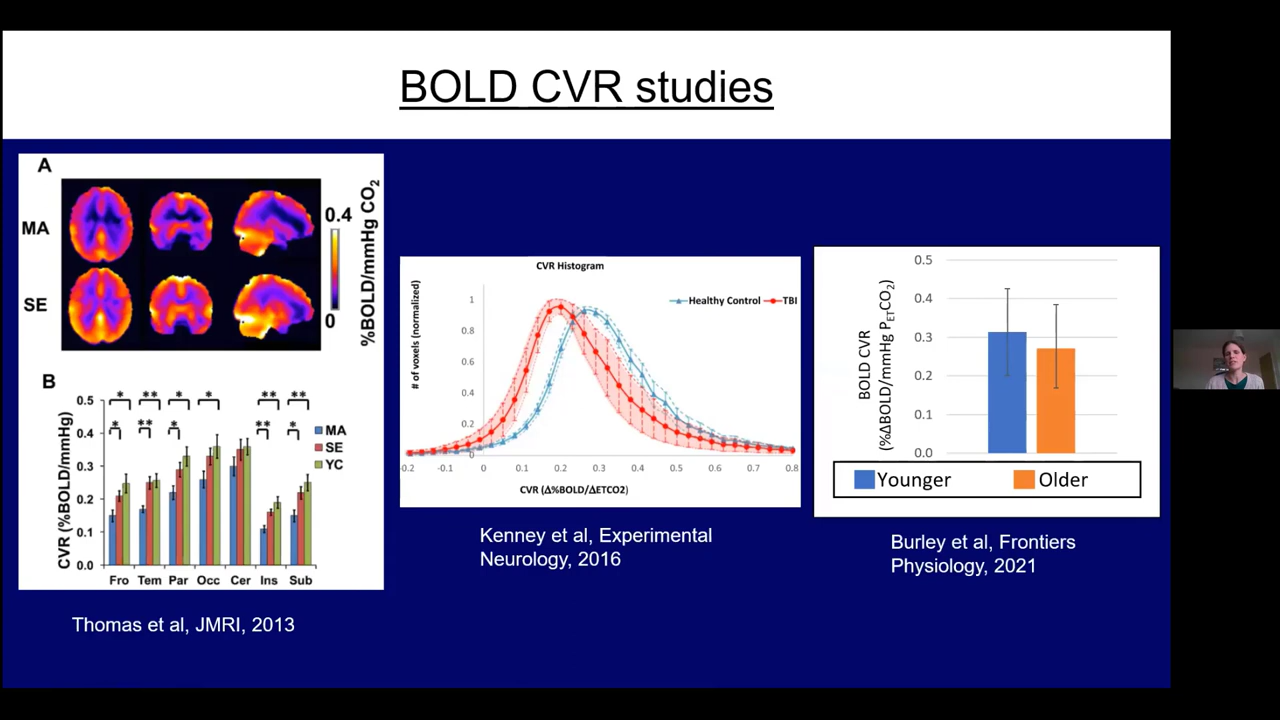 BOLD CVR studies
A
MA
SE
0.4
0
%BOLD/mmHg CO2
B
CVR (%BOLD/mmHg)
0.5
0.4
0.3
0.2
0.1
0.0
* ** * * ** **
* ** * ** *
MA
SE
YC
Fro Tem Par Occ Cer Ins Sub
Thomas et al, JMRI, 2013
CVR Histogram
# of voxels (normalized)
Healthy Control TBI
1
0.8
0.6
0.4
0.2
0
-0.2 -0.1 0 0.1 0.2 0.3 0.4 0.5 0.6 0.7 0.8
CVR (Δ%BOLD/ΔETCO2)
Kenney et al, Experimental
Neurology, 2016
BOLD CVR
(%ΔBOLD/mmHg PETCO2)
0.5
0.4
0.3
0.2
0.1
0.0
Younger Older
Burley et al, Frontiers
Physiology, 2021